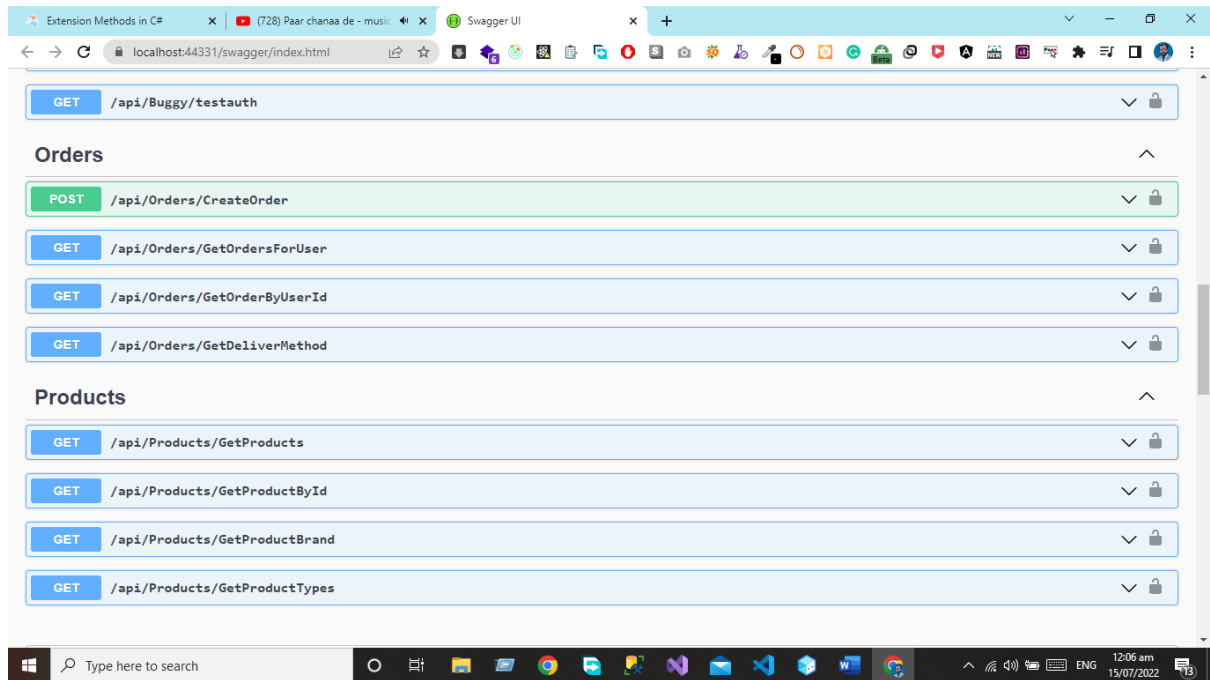 Extension Methods in C#
(728) Paar chanaa de - music
Swagger UI
localhost:44331/swagger/index.html
GET /api/Buggy/testauth
Orders
POST /api/Orders/CreateOrder
GET /api/Orders/GetOrdersForUser
GET /api/Orders/GetOrderByUserId
GET /api/Orders/GetDeliverMethod
Products
GET /api/Products/GetProducts
GET /api/Products/GetProductById
GET /api/Products/GetProductBrand
GET /api/Products/GetProductTypes
Type here to search
ENG
12:06 am
15/07/2022